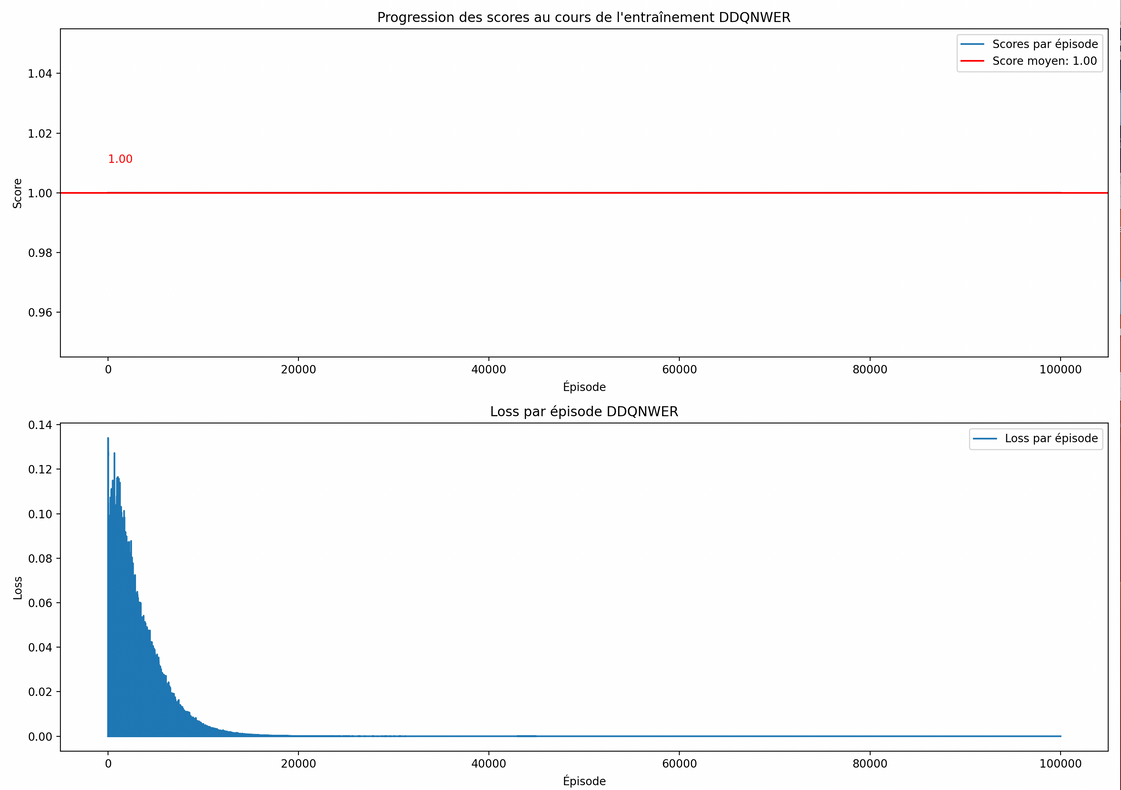 Progression des scores au cours de l'entraînement DDQNWER
Scores par épisode
Score moyen: 1.00
1.04
1.02
1.00
1.00
0.98
0.96
Score
0
20000
40000
60000
80000
100000
Épisode
Loss par épisode DDQNWER
Loss par épisode
0.14
0.12
0.10
0.08
0.06
0.04
0.02
0.00
Loss
0
20000
40000
60000
80000
100000
Épisode